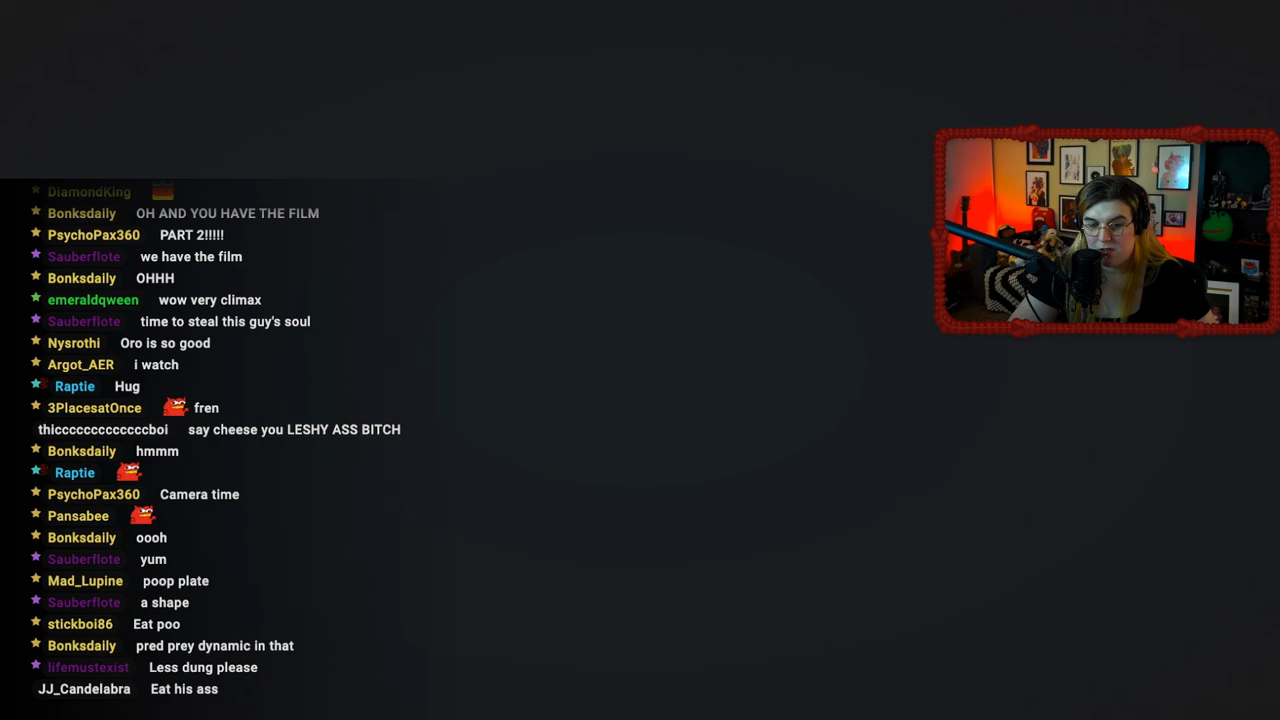 DiamondKing
Bonksdaily OH AND YOU HAVE THE FILM
PsychoPax360 PART 2!!!!!
Sauberflote we have the film
Bonksdaily OHHH
emeraldqween wow very climax
Sauberflote time to steal this guy's soul
Nysrothi Oro is so good
Argot_AER i watch
Raptie Hug
3PlacesatOnce fren
thicccccccccccccboi say cheese you LESHY ASS BITCH
Bonksdaily hmmm
Raptie
PsychoPax360 Camera time
Pansabee
Bonksdaily oooh
Sauberflote yum
Mad_Lupine poop plate
Sauberflote a shape
stickboi86 Eat poo
Bonksdaily pred prey dynamic in that
lifemustexist Less dung please
JJ_Candelabra Eat his ass